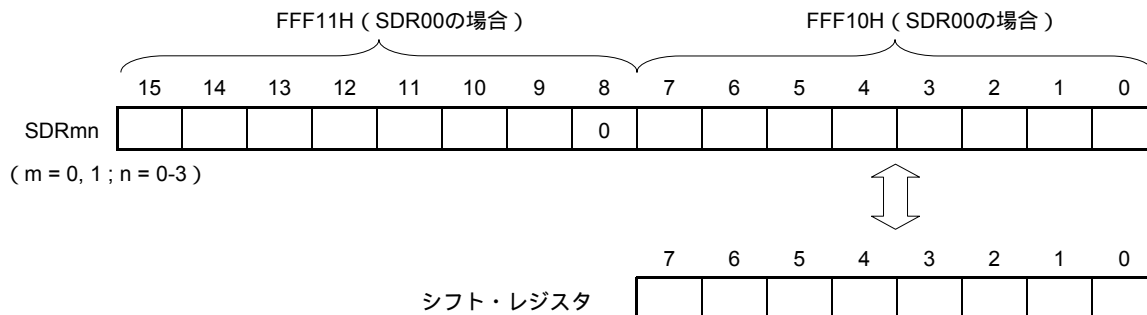 FFF11H（SDR00の場合） FFF10H（SDR00の場合）
15 14 13 12 11 10 9 8 7 6 5 4 3 2 1 0
SDRmn 0
（m = 0, 1 ; n = 0-3）
7 6 5 4 3 2 1 0
シフト・レジスタ